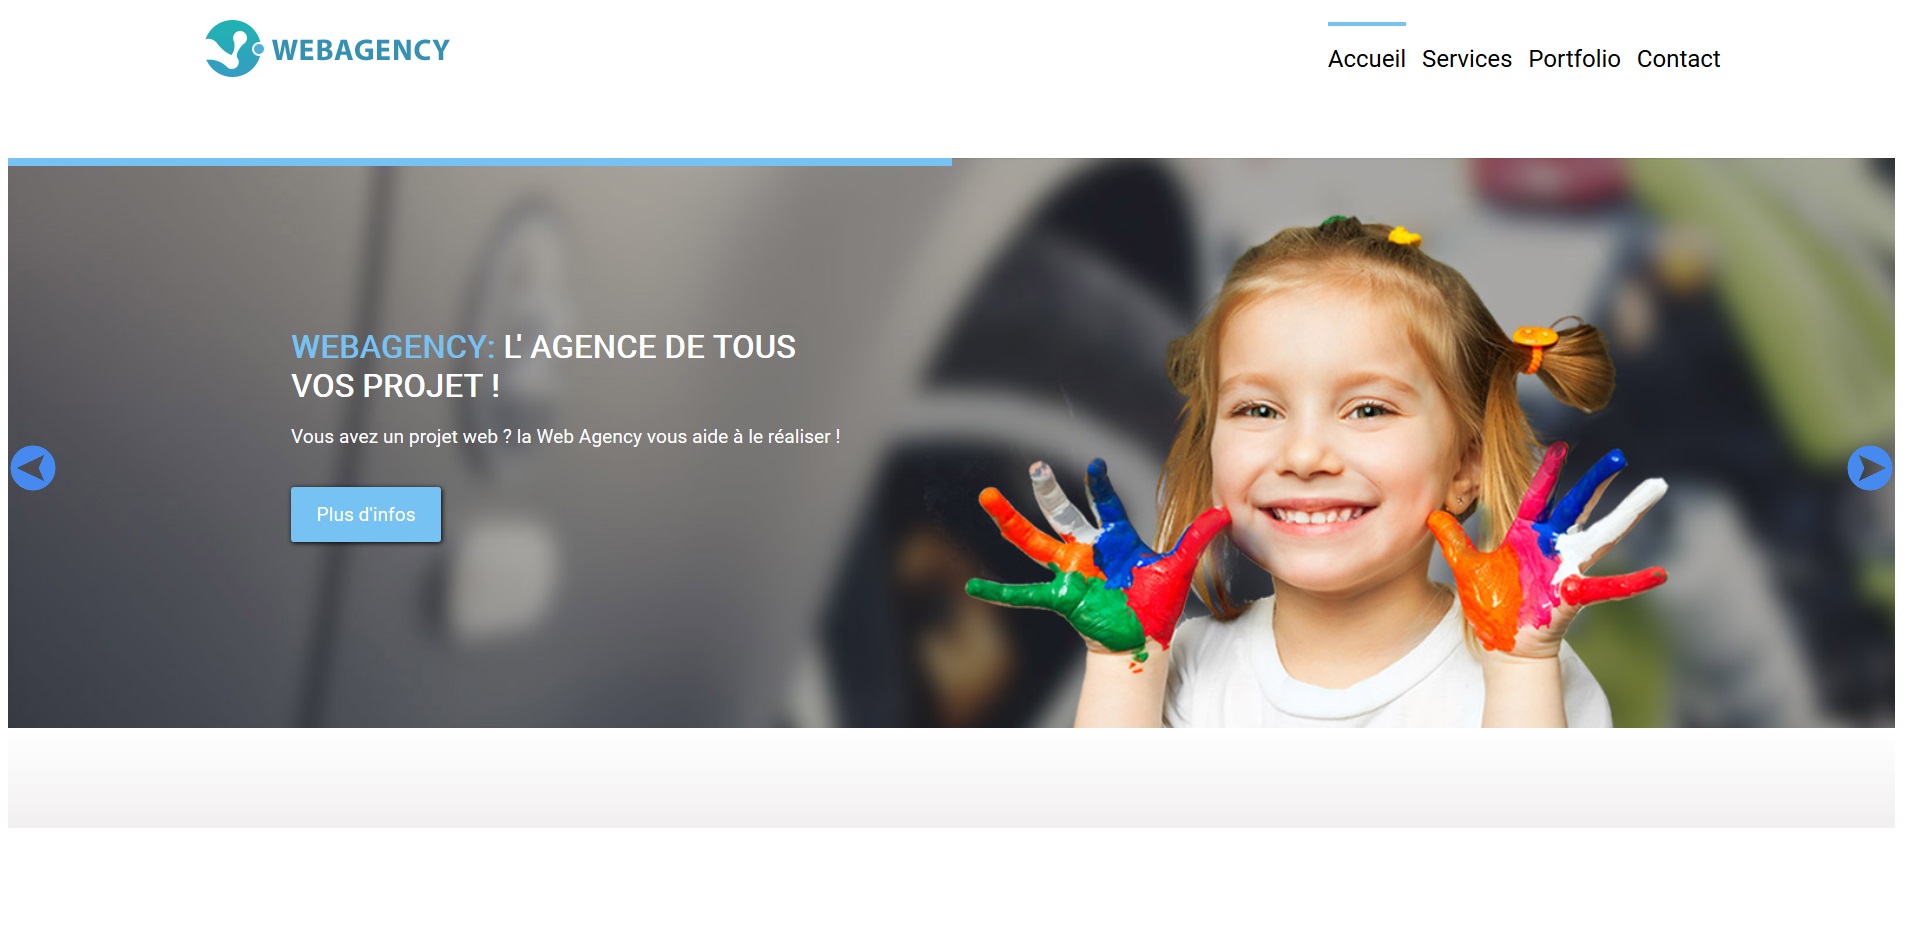 WEBAGENCY
Accueil Services Portfolio Contact
WEBAGENCY: L' AGENCE DE TOUS
VOS PROJET !
Vous avez un projet web ? la Web Agency vous aide à le réaliser !
Plus d'infos